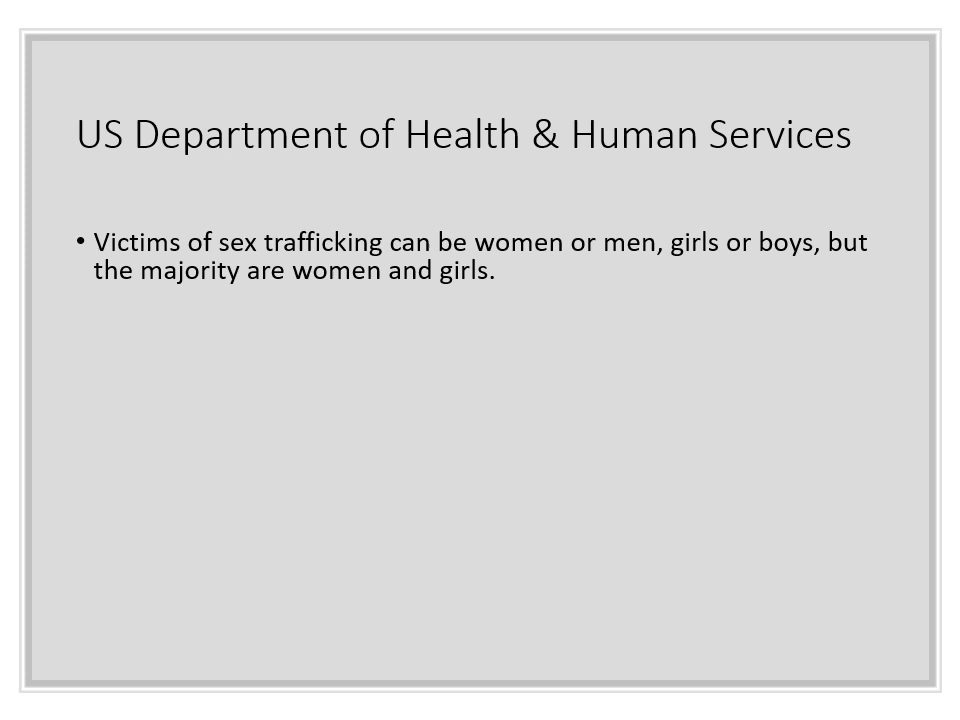 US Department of Health & Human Services
• Victims of sex trafficking can be women or men, girls or boys, but
the majority are women and girls.